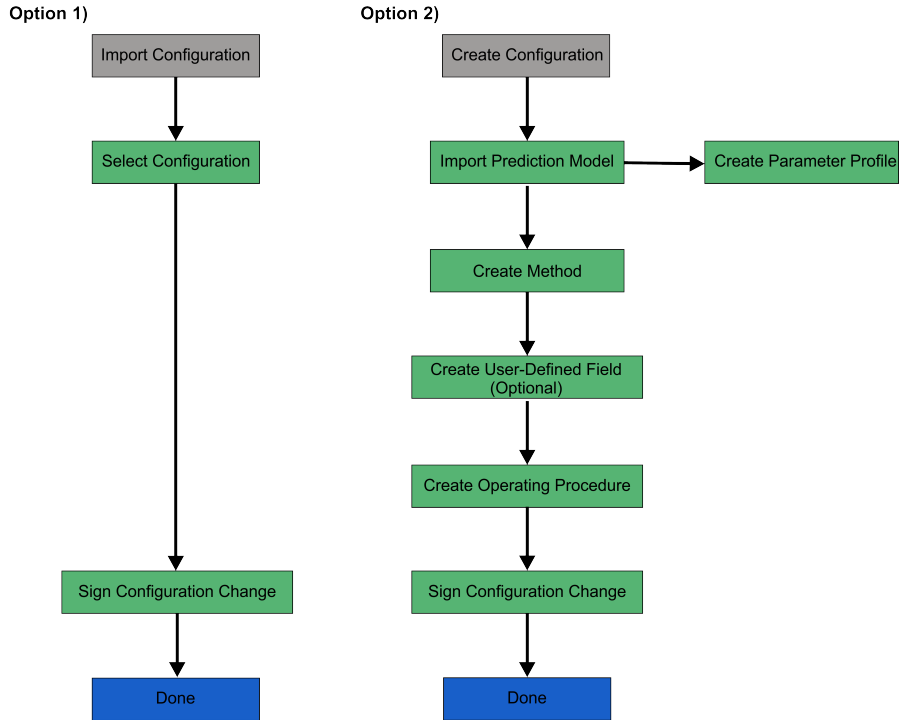 Option 1)
Option 2)
Import Configuration
Create Configuration
Select Configuration
Import Prediction Model
Create Parameter Profile
Create Method
Create User-Defined Field
(Optional)
Create Operating Procedure
Sign Configuration Change
Sign Configuration Change
Done
Done